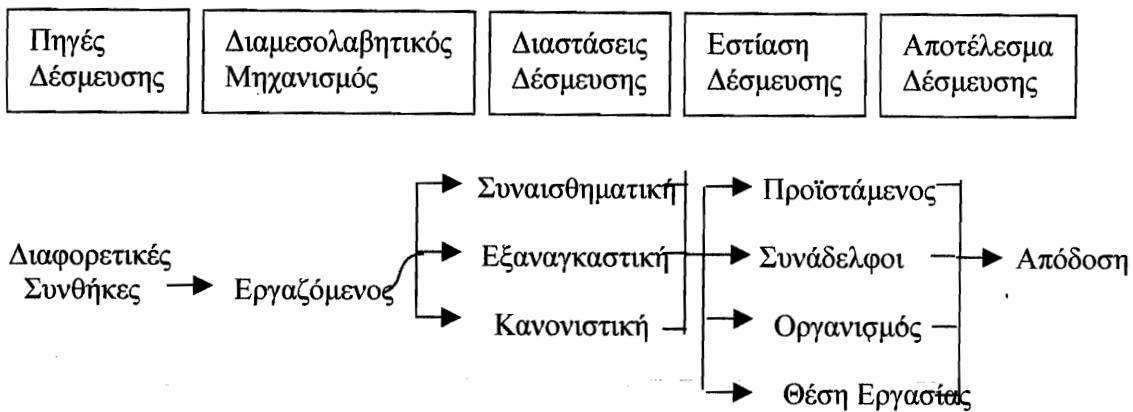 Πηγές
Δέσμευσης
Διαμεσολαβητικός
Μηχανισμός
Διαστάσεις
Δέσμευσης
Εστίαση
Δέσμευσης
Αποτέλεσμα
Δέσμευσης
Διαφορετικές
Συνθήκες
Εργαζόμενος
Συναισθηματική
Εξαναγκαστική
Κανονιστική
Προϊστάμενος
Συνάδελφοι
Οργανισμός
Θέση Εργασίας
Απόδοση